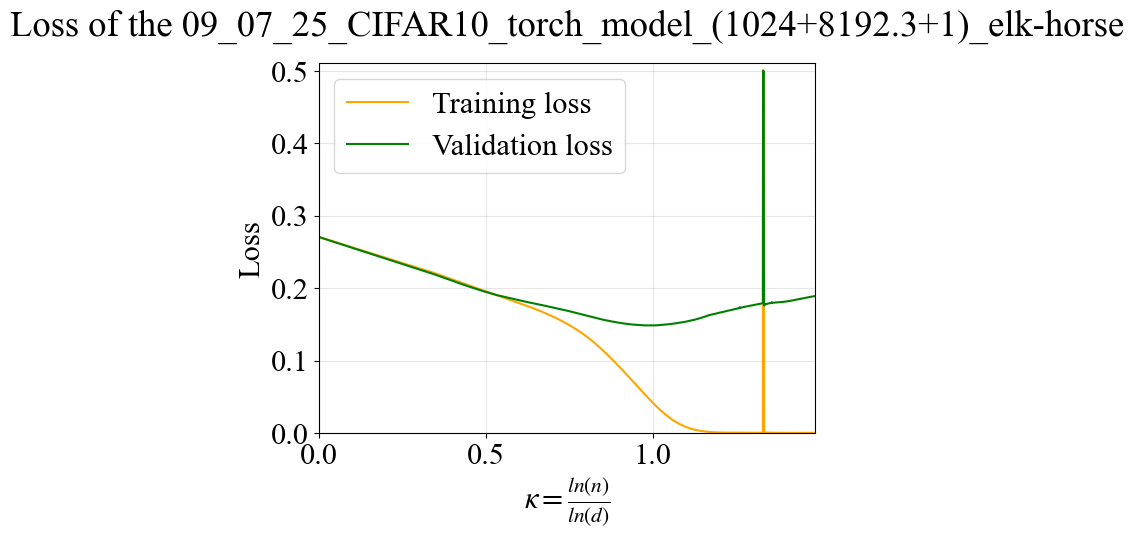 Loss of the 09_07_25_CIFAR10_torch_model_(1024+8192.3+1)_elk-horse
0.5
0.4
0.3
0.2
0.1
0.0
Loss
Training loss
Validation loss
0.0 0.5 1.0
κ = ln(n)/ln(d)